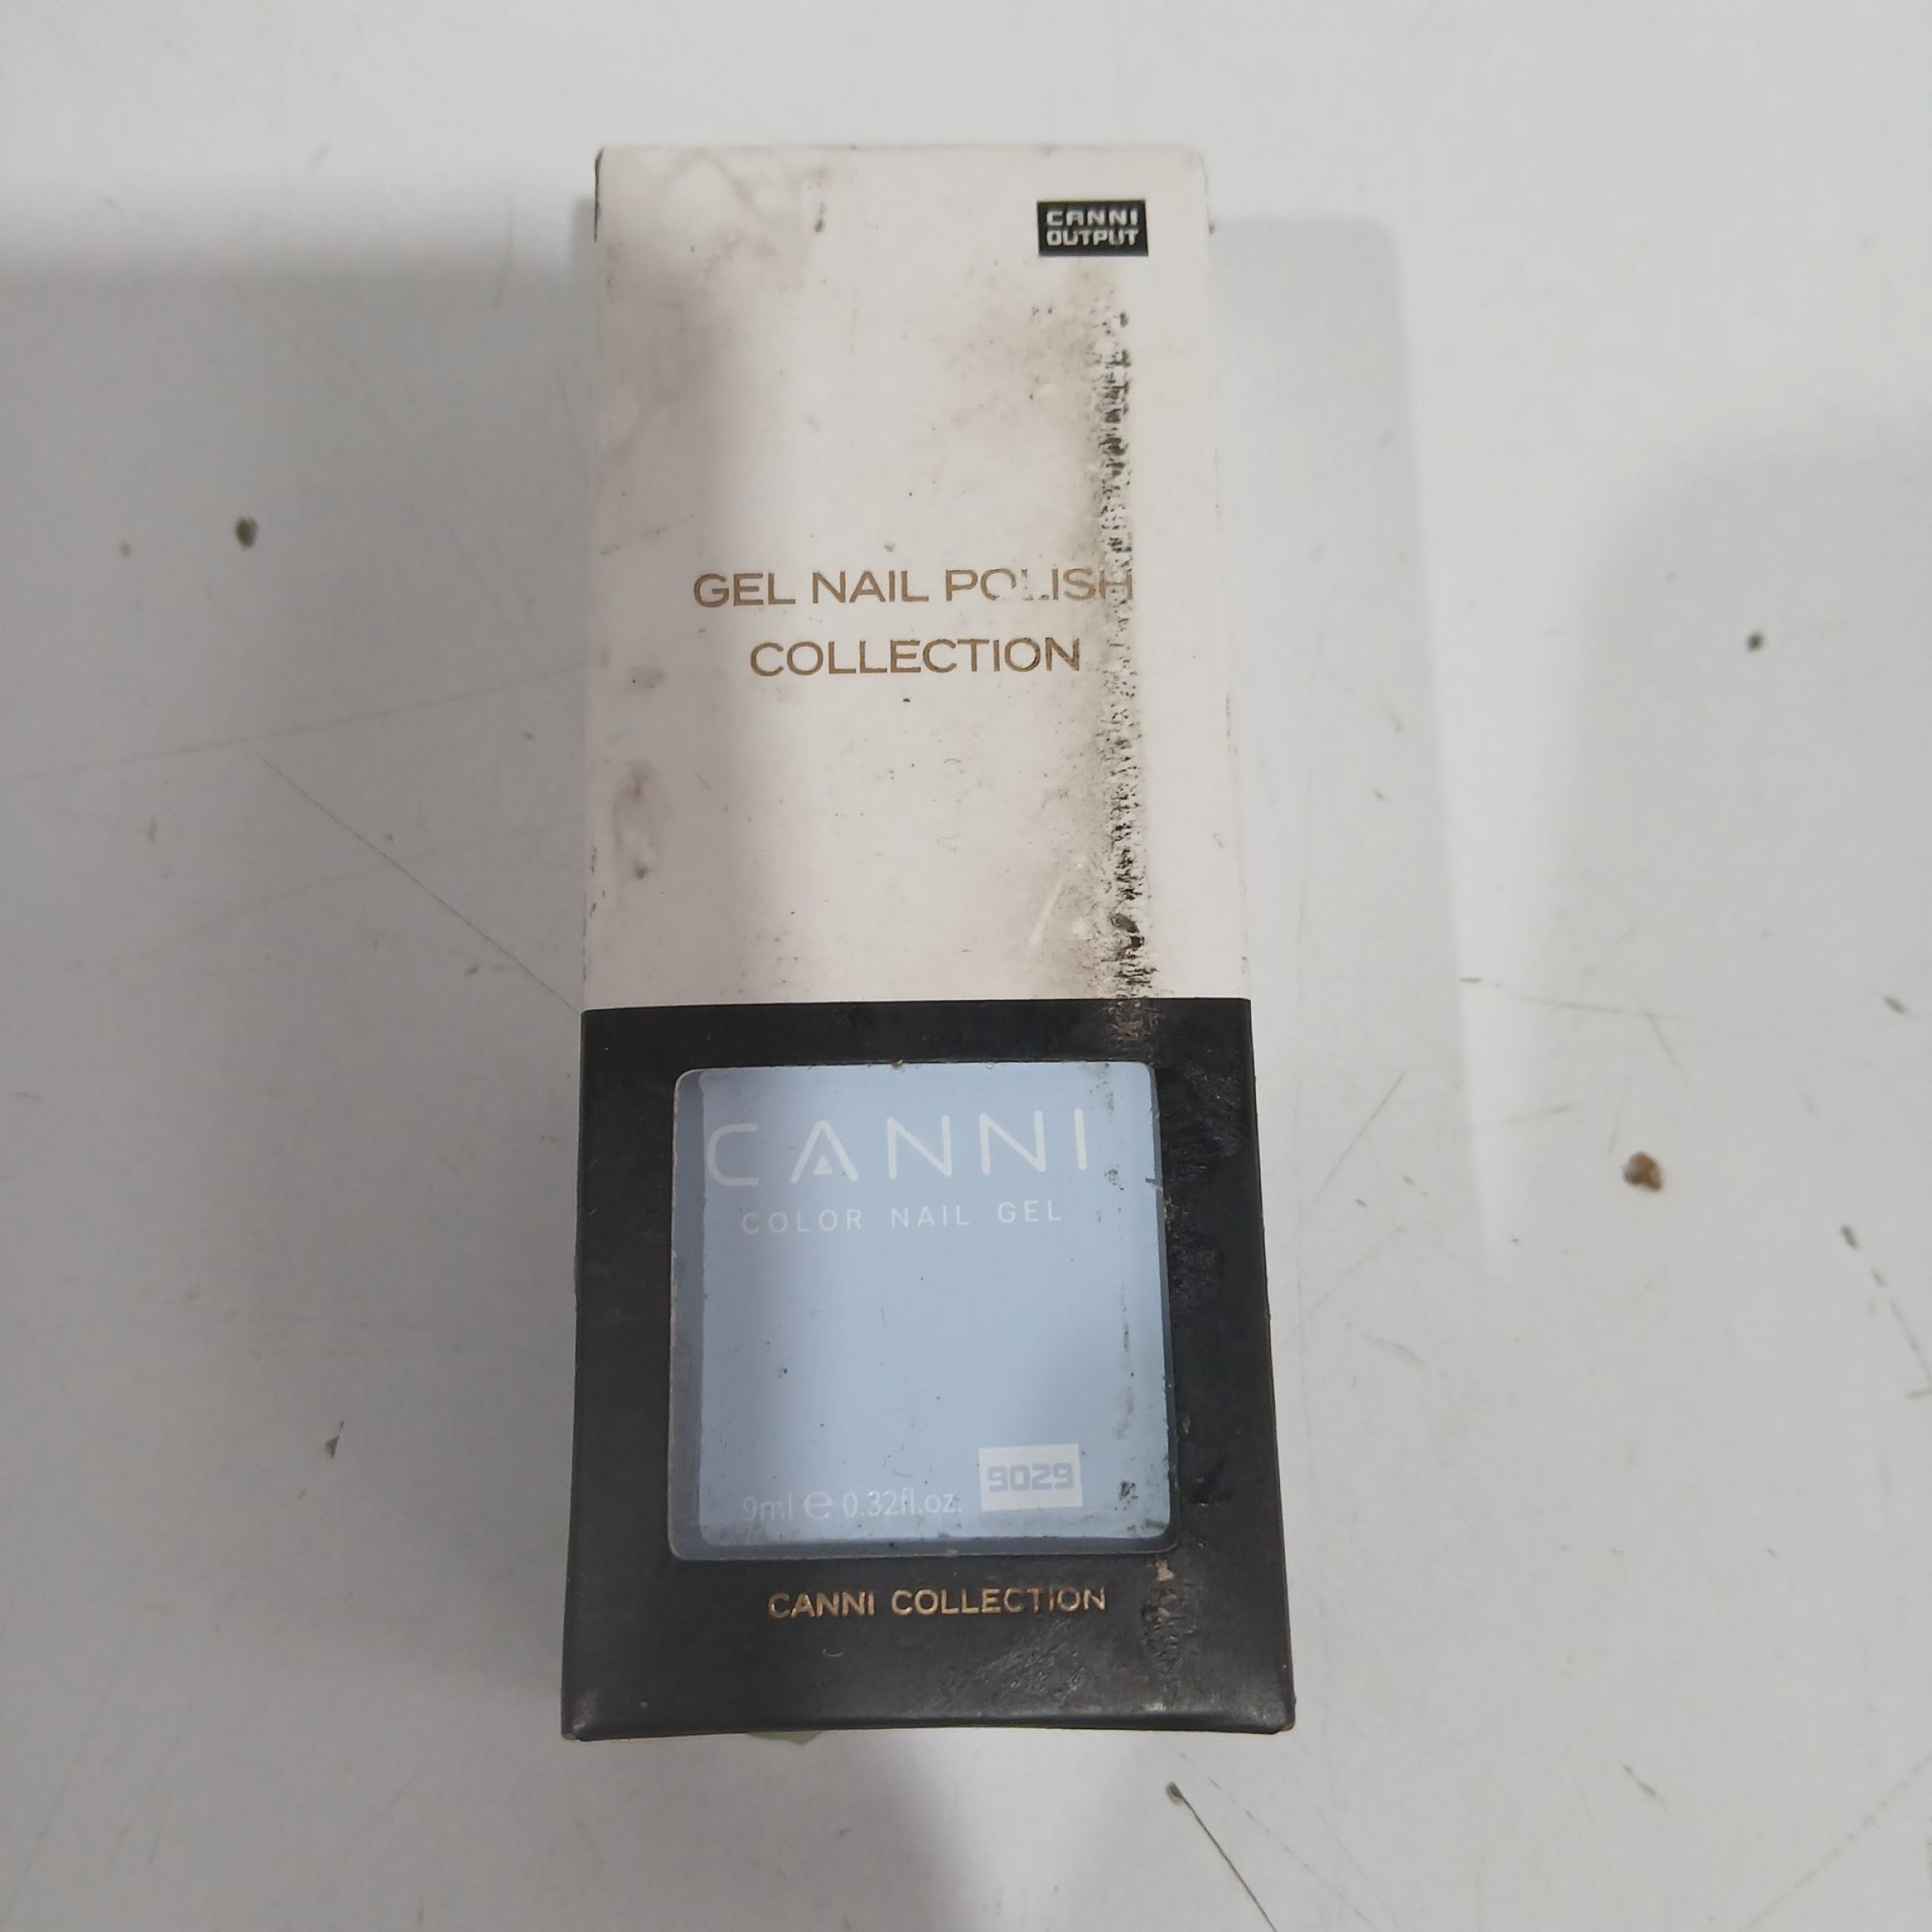 CANNI
OUTPUT
GEL NAIL POLISH
COLLECTION
CANNI
COLOR NAIL GEL
9029
9ml ℮ 0.32fl.oz.
CANNI COLLECTION